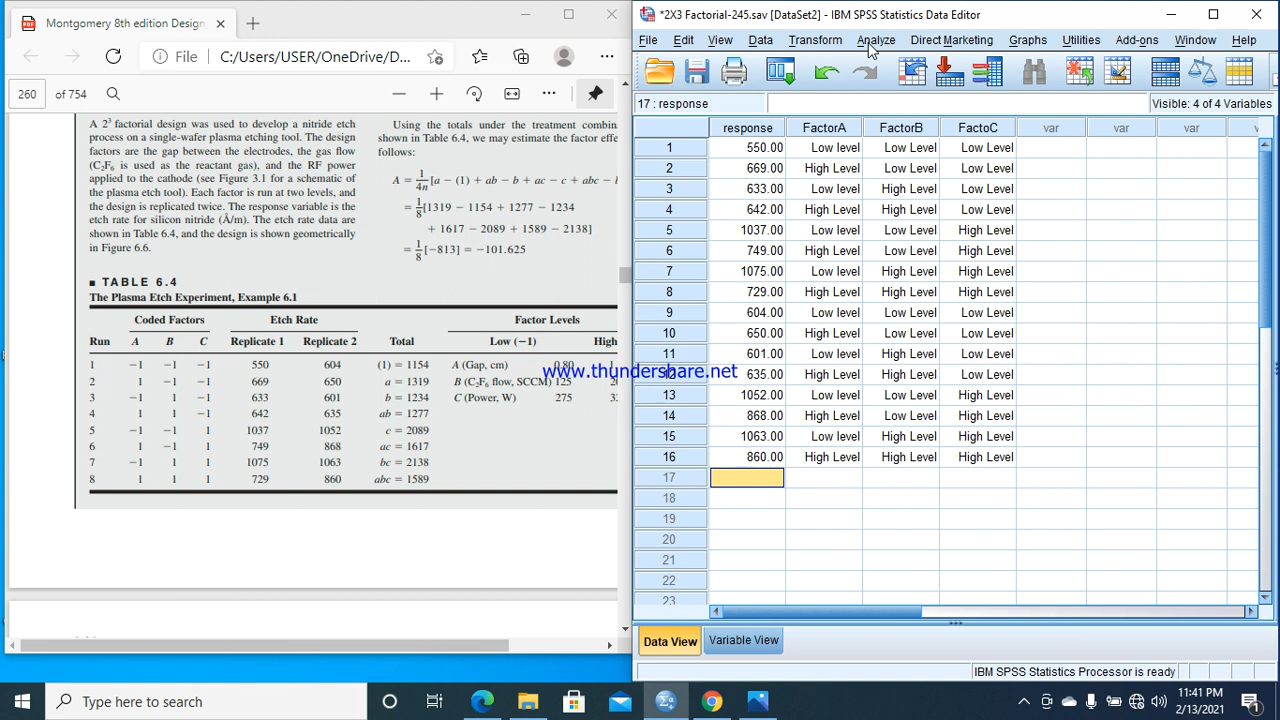 Montgomery 8th edition Design
File
C:/Users/USER/OneDrive/D...
260 of 754
A 2³ factorial design was used to develop a nitride etch
process on a single-wafer plasma etching tool. The design
factors are the gap between the electrodes, the gas flow
(C₂F₆ is used as the reactant gas), and the RF power
applied to the cathode (see Figure 3.1 for a schematic of
the plasma etch tool). Each factor is run at two levels, and
the design is replicated twice. The response variable is the
etch rate for silicon nitride (Å/m). The etch rate data are
shown in Table 6.4, and the design is shown geometrically
in Figure 6.6.
Using the totals under the treatment combin
shown in Table 6.4, we may estimate the factor effe
follows:
A = 1/4n [a − (1) + ab − b + ac − c + abc − b
= 1/8 [1319 − 1154 + 1277 − 1234
+ 1617 − 2089 + 1589 − 2138]
= 1/8 [−813] = −101.625
■ TABLE 6.4
The Plasma Etch Experiment, Example 6.1
Coded Factors Etch Rate Factor Levels
Run A B C Replicate 1 Replicate 2 Total Low (−1) High
1 −1 −1 −1 550 604 (1) = 1154 A (Gap, cm) 0.80 1
2 1 −1 −1 669 650 a = 1319 B (C₂F₆ flow, SCCM) 125 20
3 −1 1 −1 633 601 b = 1234 C (Power, W) 275 32
4 1 1 −1 642 635 ab = 1277
5 −1 −1 1 1037 1052 c = 2089
6 1 −1 1 749 868 ac = 1617
7 −1 1 1 1075 1063 bc = 2138
8 1 1 1 729 860 abc = 1589
www.thundershare.net
*2X3 Factorial-245.sav [DataSet2] - IBM SPSS Statistics Data Editor
File Edit View Data Transform Analyze Direct Marketing Graphs Utilities Add-ons Window Help
17 : response
Visible: 4 of 4 Variables
response FactorA FactorB FactoC var var var
1 550.00 Low level Low Level Low Level
2 669.00 High Level Low Level Low Level
3 633.00 Low level High Level Low Level
4 642.00 High Level High Level Low Level
5 1037.00 Low level Low Level High Level
6 749.00 High Level Low Level High Level
7 1075.00 Low level High Level High Level
8 729.00 High Level High Level High Level
9 604.00 Low level Low Level Low Level
10 650.00 High Level Low Level Low Level
11 601.00 Low level High Level Low Level
12 635.00 High Level High Level Low Level
13 1052.00 Low level Low Level High Level
14 868.00 High Level Low Level High Level
15 1063.00 Low level High Level High Level
16 860.00 High Level High Level High Level
17
18
19
20
21
22
23
Data View Variable View
IBM SPSS Statistics Processor is ready
Type here to search
11:41 PM
2/13/2021